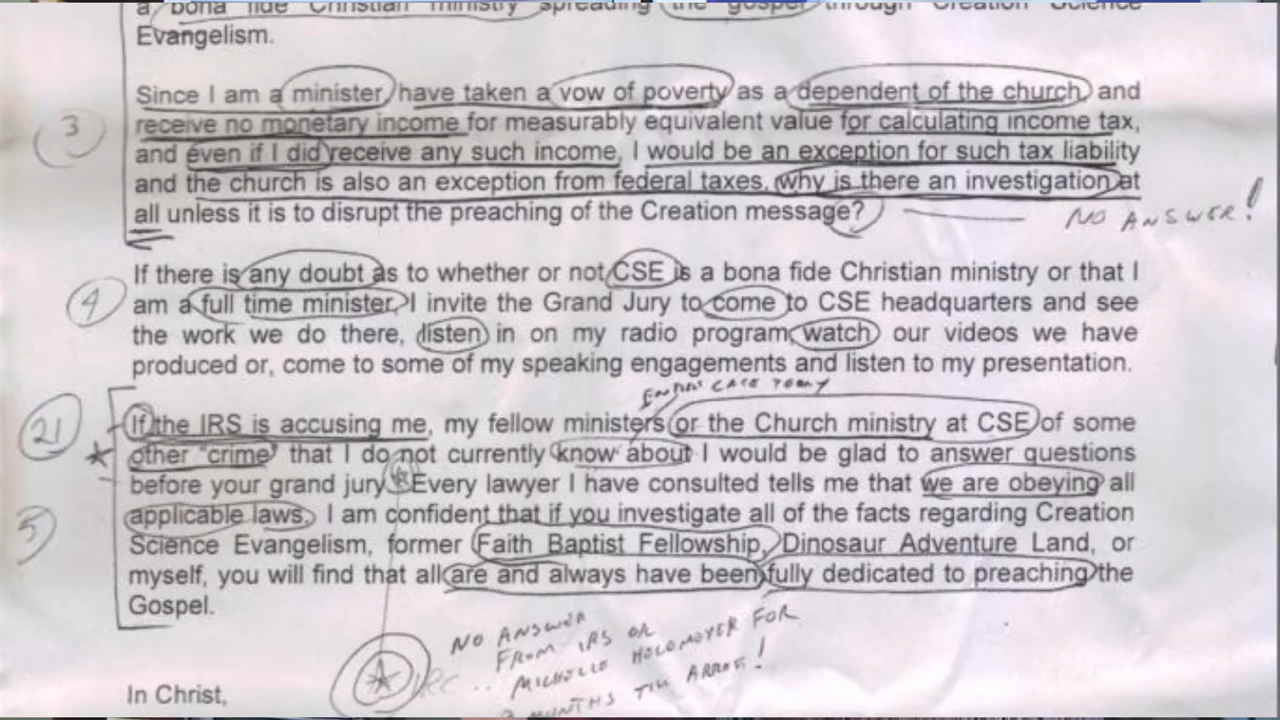 a bona fide Christian ministry spreading the gospel through Creation Science
Evangelism.
Since I am a minister have taken a vow of poverty as a dependent of the church, and
3
receive no monetary income for measurably equivalent value for calculating income tax,
and even if I did receive any such income, I would be an exception for such tax liability
and the church is also an exception from federal taxes, why is there an investigation at
all unless it is to disrupt the preaching of the Creation message?
NO ANSWER!
If there is any doubt as to whether or not CSE is a bona fide Christian ministry or that I
4
am a full time minister, I invite the Grand Jury to come to CSE headquarters and see
the work we do there, listen in on my radio program, watch our videos we have
produced or, come to some of my speaking engagements and listen to my presentation.
CASE TODAY
21
If the IRS is accusing me, my fellow ministers or the Church ministry at CSE of some
other "crime" that I do not currently know about I would be glad to answer questions
before your grand jury. Every lawyer I have consulted tells me that we are obeying all
5
applicable laws. I am confident that if you investigate all of the facts regarding Creation
Science Evangelism, former Faith Baptist Fellowship, Dinosaur Adventure Land, or
myself, you will find that all are and always have been fully dedicated to preaching the
Gospel.
NO ANSWER
FROM IRS OR
MICHELLE HELDMEYER FOR
MONTHS TILL ARREST!
In Christ,